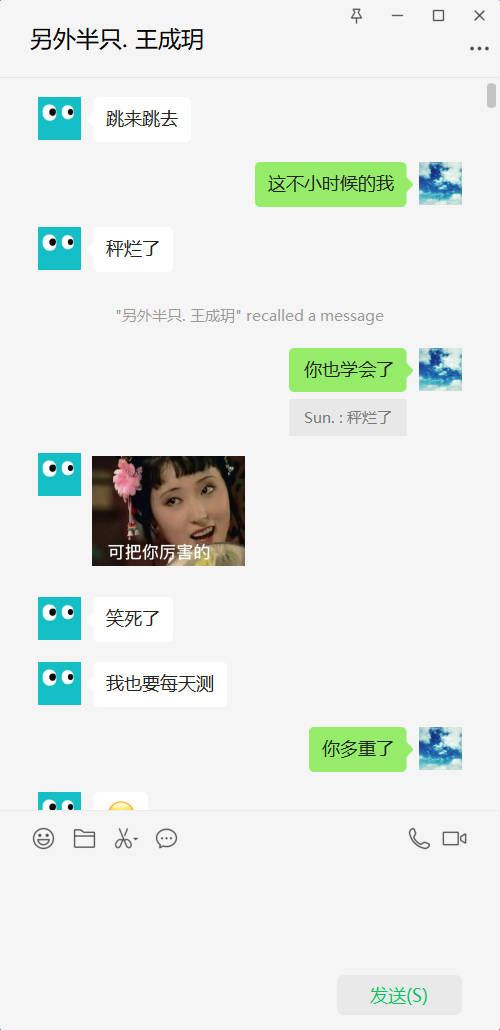 另外半只. 王成玥
跳来跳去
这不小时候的我
秤烂了
"另外半只. 王成玥" recalled a message
你也学会了
Sun. : 秤烂了
可把你厉害的
笑死了
我也要每天测
你多重了
发送(S)